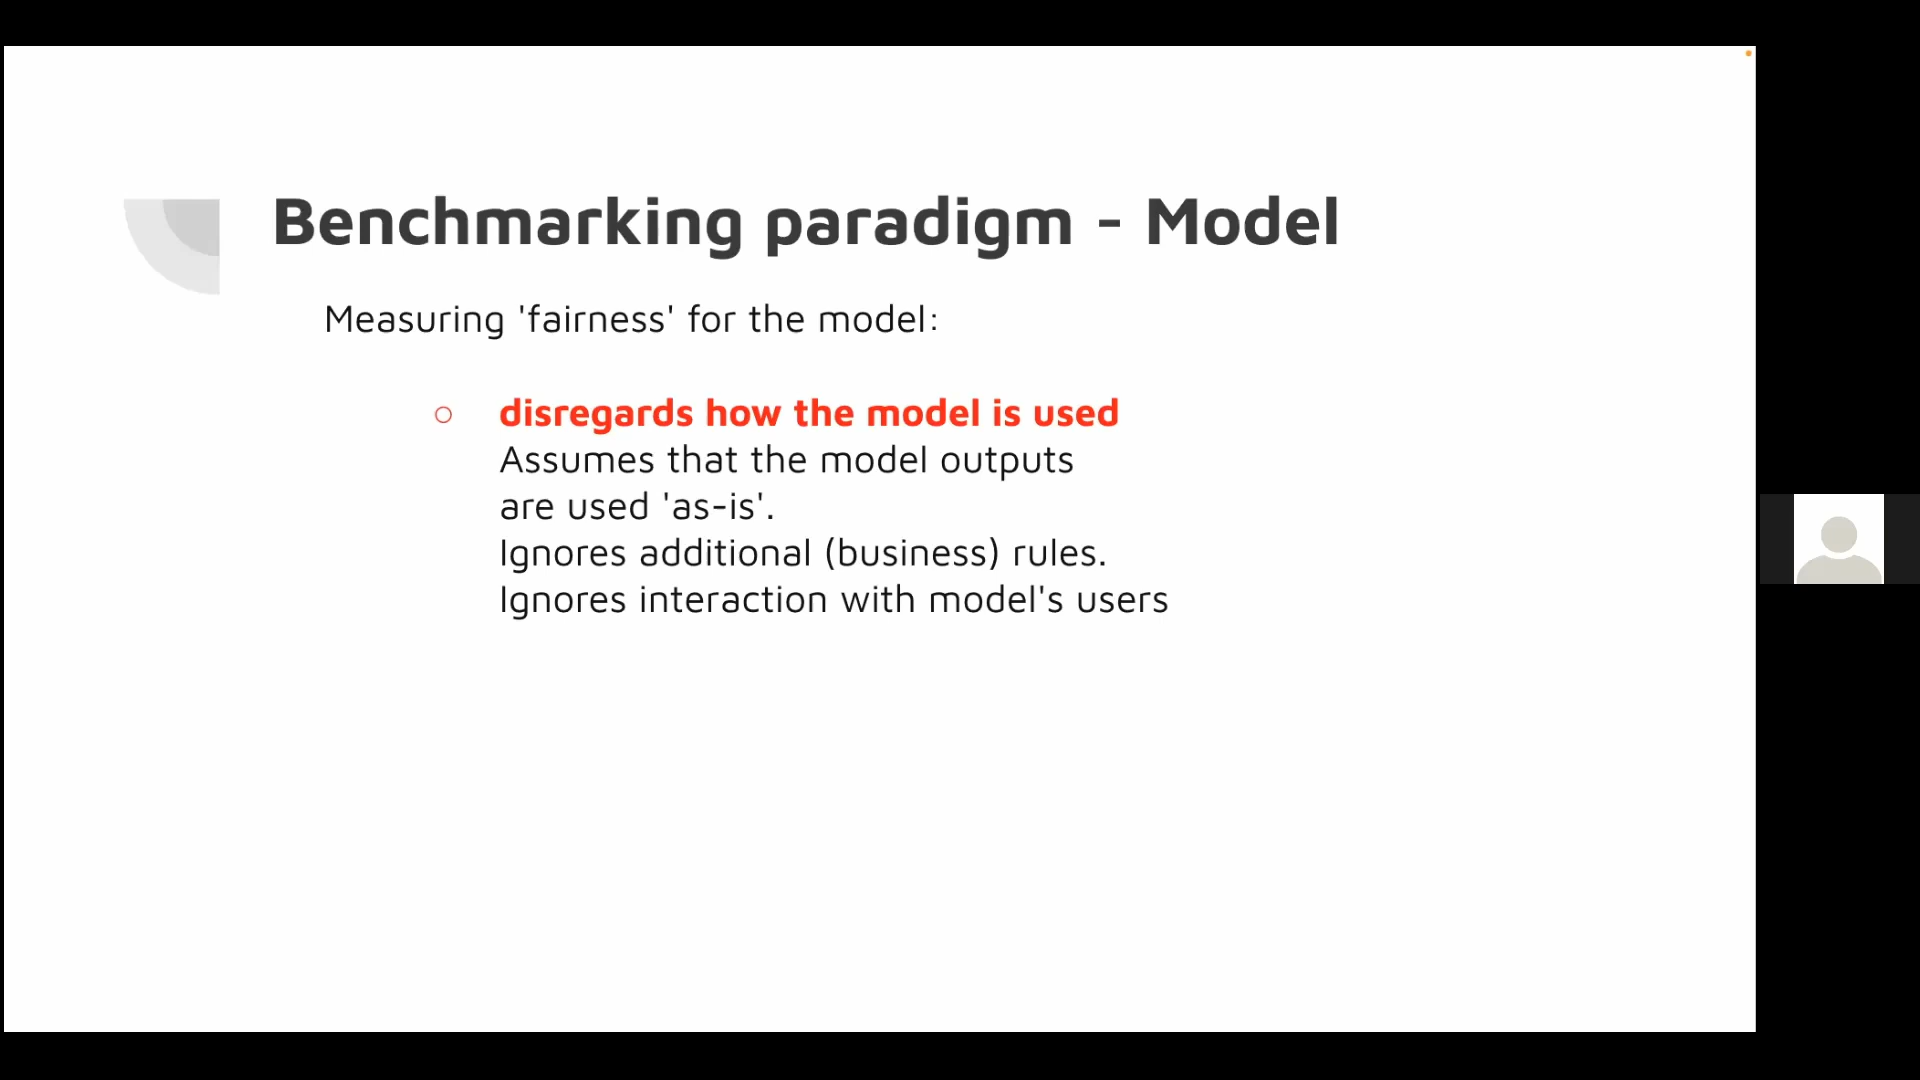 Benchmarking paradigm - Model
Measuring 'fairness' for the model:
disregards how the model is used
Assumes that the model outputs
are used 'as-is'.
Ignores additional (business) rules.
Ignores interaction with model's users